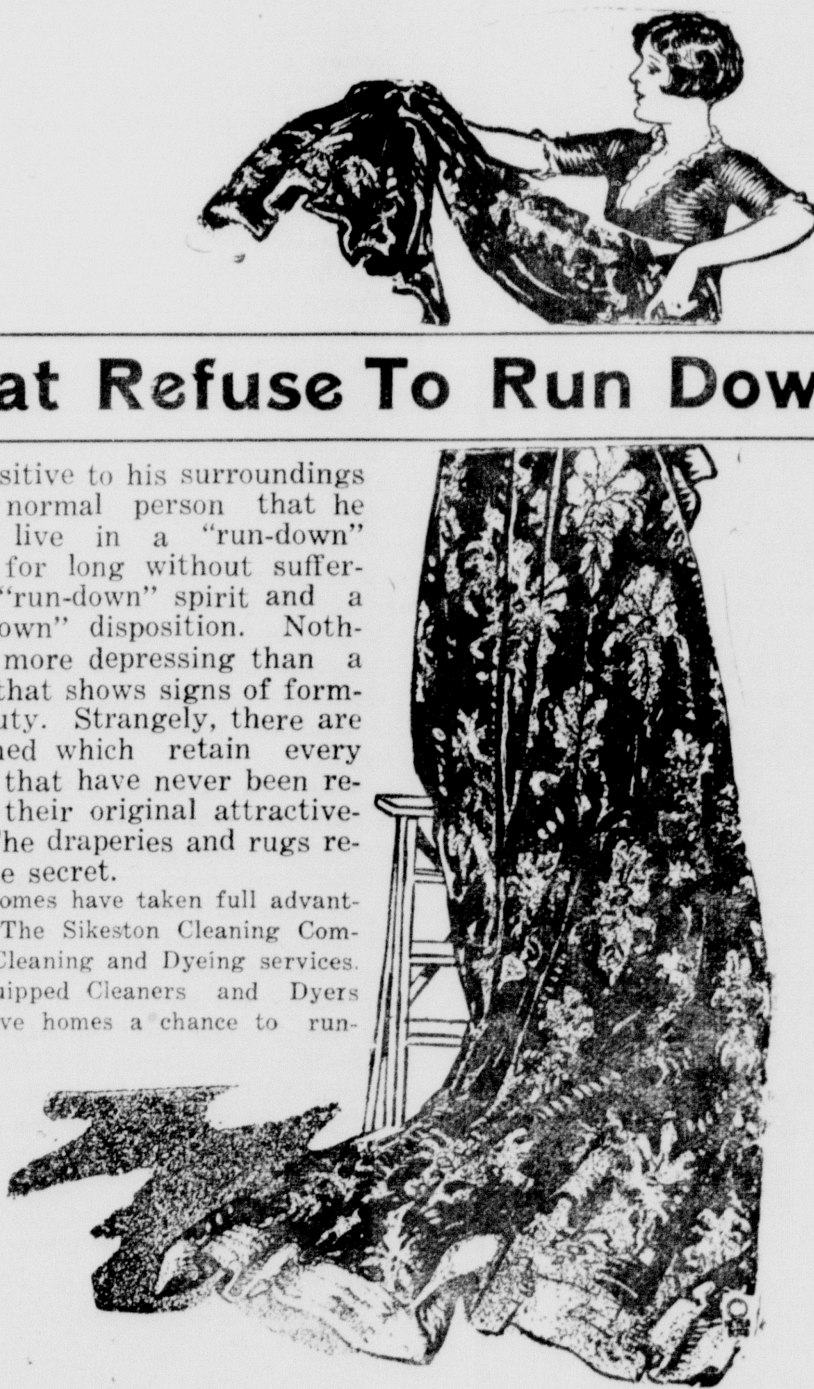 at Refuse To Run Dow
sitive to his surroundings
normal person that he
live in a “run-down”
for long without suffer-
“run-down” spirit and a
own” disposition. Noth-
more depressing than a
that shows signs of form-
uty. Strangely, there are
ned which retain every
that have never been re-
their original attractive-
he draperies and rugs re-
e secret.
omes have taken full advant-
The Sikeston Cleaning Com-
Cleaning and Dyeing services.
uipped Cleaners and Dyers
ve homes a chance to run-